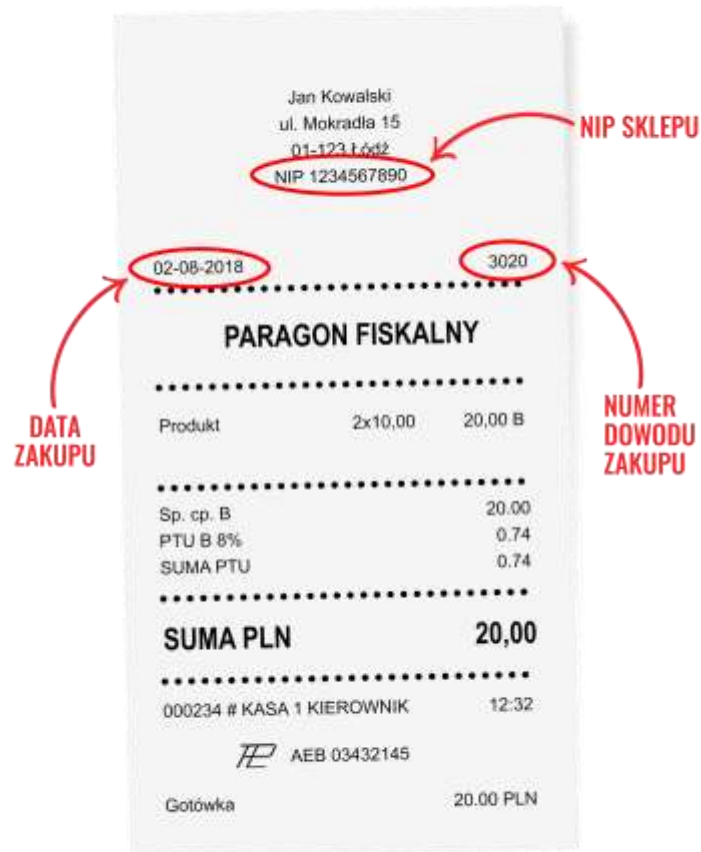 Jan Kowalski
ul. Mokradła 15
01-123 Łódź
NIP 1234567890
NIP SKLEPU
02-08-2018 3020
PARAGON FISKALNY
DATA ZAKUPU
NUMER DOWODU ZAKUPU
Produkt 2x10,00 20,00 B
Sp. cp. B 20.00
PTU B 8% 0.74
SUMA PTU 0.74
SUMA PLN 20,00
000234 # KASA 1 KIEROWNIK 12:32
AEB 03432145
Gotówka 20.00 PLN